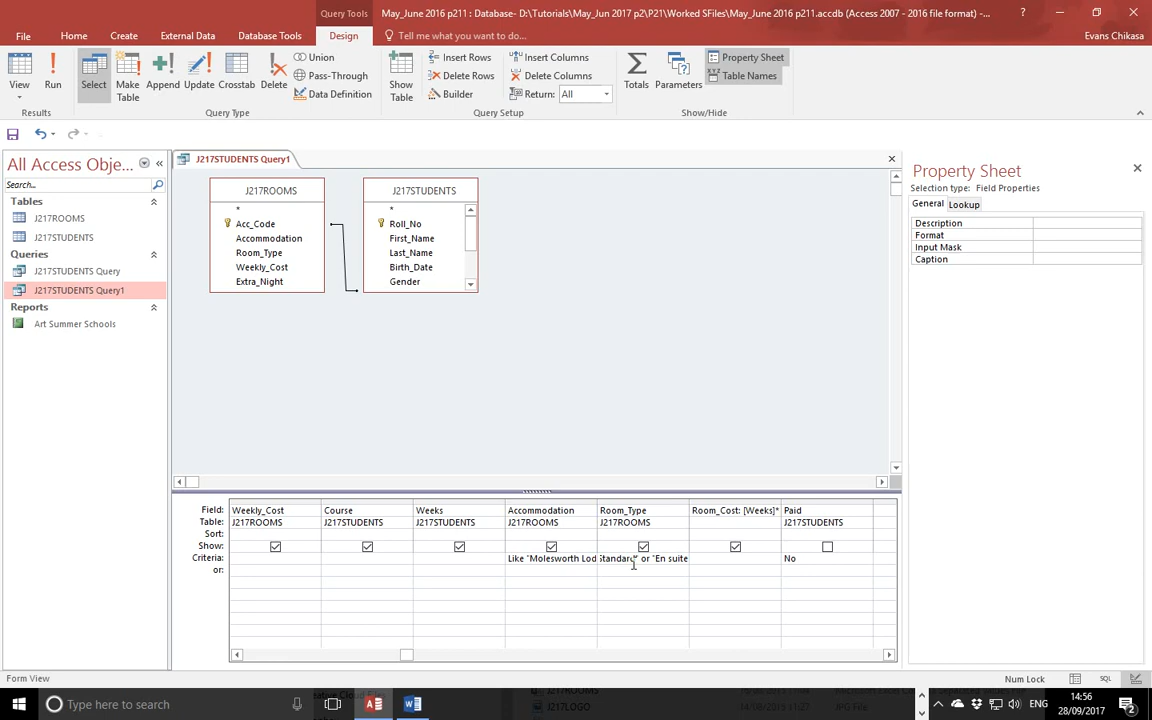 Query Tools
May_June 2016 p211 : Database- D:\Tutorials\May_Jun 2017 p2\P21\Worked SFiles\May_June 2016 p211.accdb (Access 2007 - 2016 file format) -...
?
File Home Create External Data Database Tools Design Tell me what you want to do... Evans Chikasa
View Run Select Make Table Append Update Crosstab Delete
Union
Pass-Through
Data Definition
Show Table
Insert Rows
Delete Rows
Builder
Insert Columns
Delete Columns
Return: All
Totals Parameters
Property Sheet
Table Names
Results Query Type Query Setup Show/Hide
All Access Obje...
Search...
Tables
J217ROOMS
J217STUDENTS
Queries
J217STUDENTS Query
J217STUDENTS Query1
Reports
Art Summer Schools
J217STUDENTS Query1
J217ROOMS
*
Acc_Code
Accommodation
Room_Type
Weekly_Cost
Extra_Night
J217STUDENTS
*
Roll_No
First_Name
Last_Name
Birth_Date
Gender
Property Sheet
Selection type: Field Properties
General Lookup
Description
Format
Input Mask
Caption
Field: Weekly_Cost Course Weeks Accommodation Room_Type Room_Cost: [Weeks]* Paid
Table: J217ROOMS J217STUDENTS J217STUDENTS J217ROOMS J217ROOMS J217STUDENTS
Sort:
Show:
Criteria: Like "Molesworth Lod Standard" or "En suite No
or:
Form View
Num Lock
SQL
Type here to search
J217LOGO
JPG File
ENG
14:56
28/09/2017
2